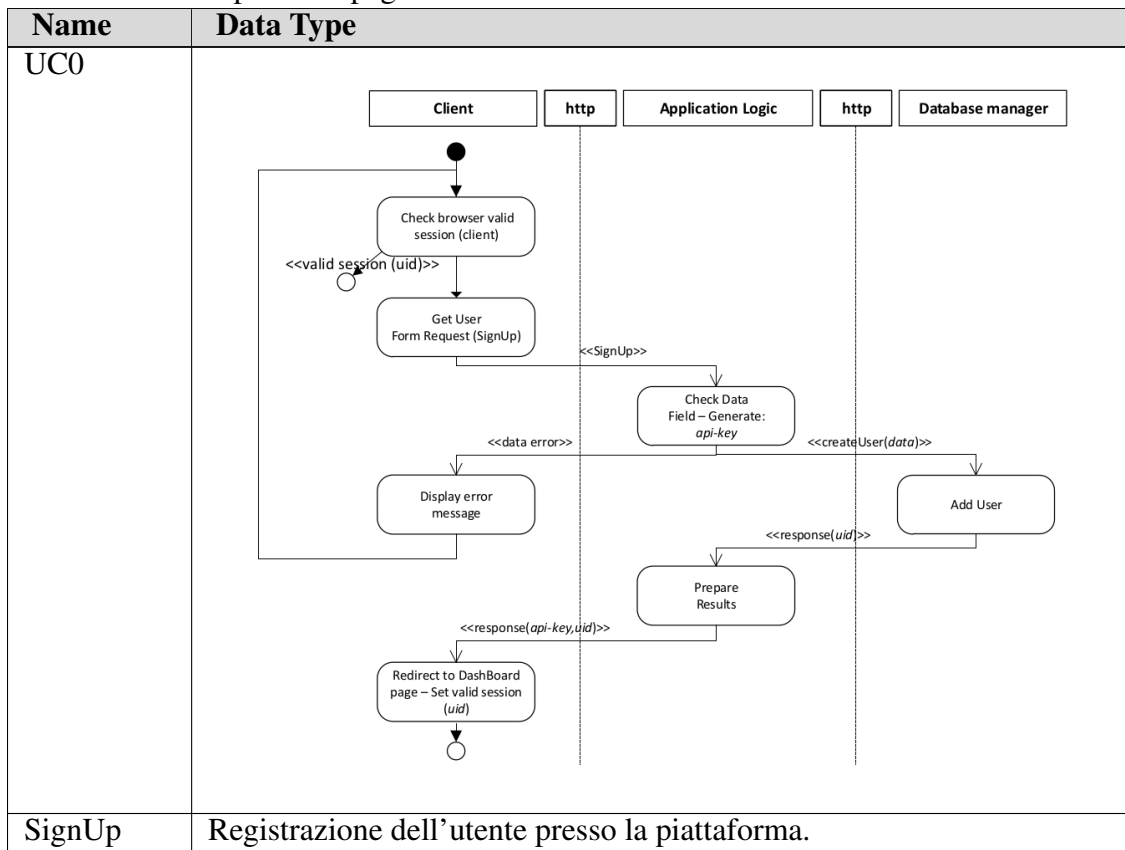 Name Data Type
UC0
Client http Application Logic http Database manager
Check browser valid
session (client)
<<valid session (uid)>>
Get User
Form Request (SignUp)
<<SignUp>>
Check Data
Field – Generate:
api-key
<<data error>>
<<createUser(data)>>
Display error
message
Add User
<<response(uid)>>
Prepare
Results
<<response(api-key,uid)>>
Redirect to DashBoard
page – Set valid session
(uid)
SignUp Registrazione dell'utente presso la piattaforma.